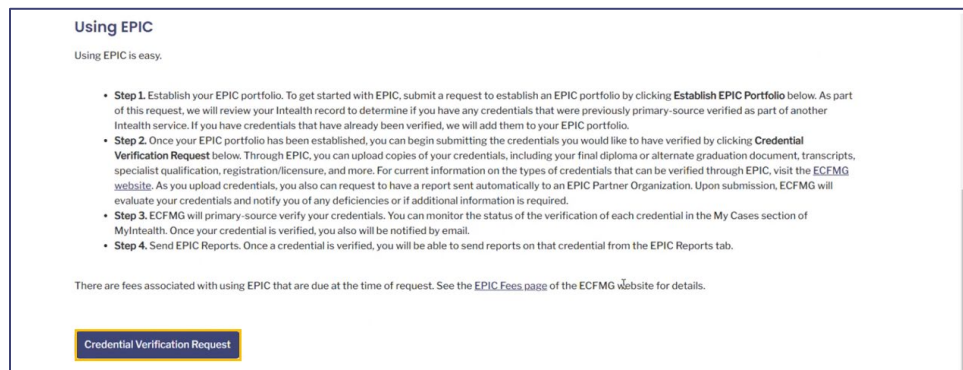 Using EPIC
Using EPIC is easy.
• Step 1. Establish your EPIC portfolio. To get started with EPIC, submit a request to establish an EPIC portfolio by clicking Establish EPIC Portfolio below. As part
of this request, we will review your Intealth record to determine if you have any credentials that were previously primary-source verified as part of another
Intealth service. If you have credentials that have already been verified, we will add them to your EPIC portfolio.
• Step 2. Once your EPIC portfolio has been established, you can begin submitting the credentials you would like to have verified by clicking Credential
Verification Request below. Through EPIC, you can upload copies of your credentials, including your final diploma or alternate graduation document, transcripts,
specialist qualification, registration/licensure, and more. For current information on the types of credentials that can be verified through EPIC, visit the ECFMG
website. As you upload credentials, you also can request to have a report sent automatically to an EPIC Partner Organization. Upon submission, ECFMG will
evaluate your credentials and notify you of any deficiencies or if additional information is required.
• Step 3. ECFMG will primary-source verify your credentials. You can monitor the status of the verification of each credential in the My Cases section of
MyIntealth. Once your credential is verified, you also will be notified by email.
• Step 4. Send EPIC Reports. Once a credential is verified, you will be able to send reports on that credential from the EPIC Reports tab.
There are fees associated with using EPIC that are due at the time of request. See the EPIC Fees page of the ECFMG website for details.
Credential Verification Request